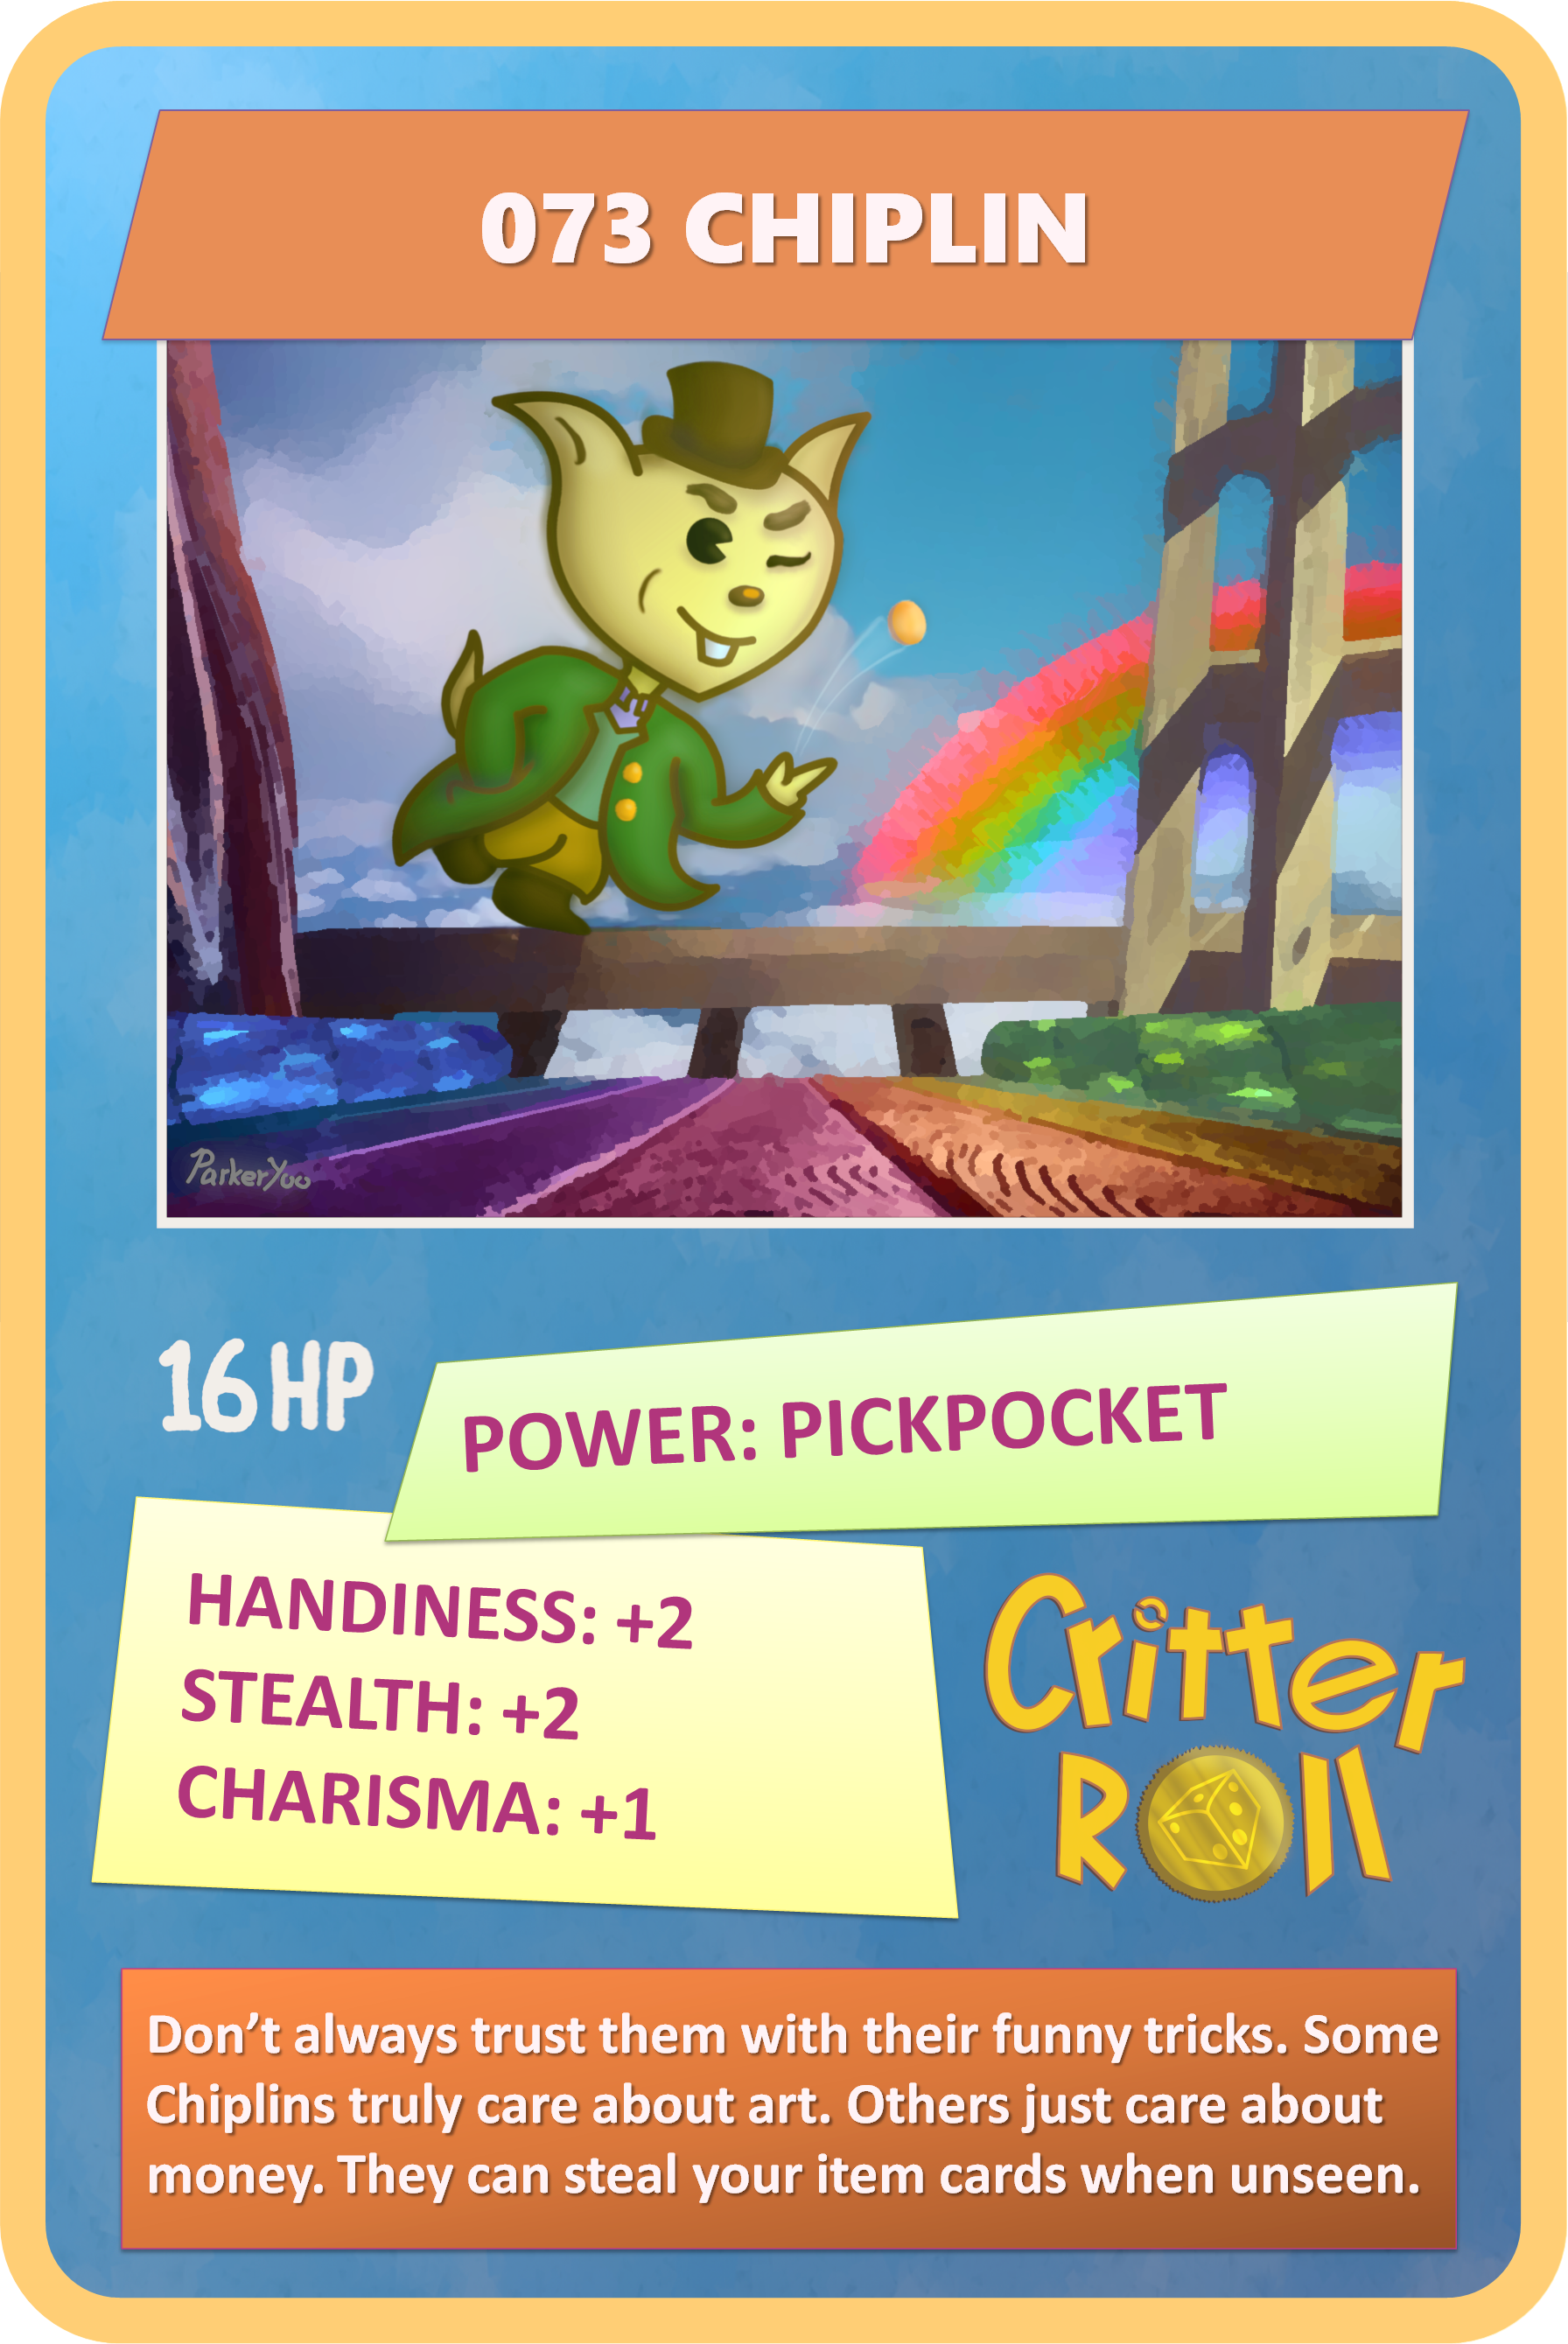 073 CHIPLIN
ParkerYoo
16 HP
POWER: PICKPOCKET
HANDINESS: +2
STEALTH: +2
CHARISMA: +1
Critter
Roll
Don’t always trust them with their funny tricks. Some
Chiplins truly care about art. Others just care about
money. They can steal your item cards when unseen.